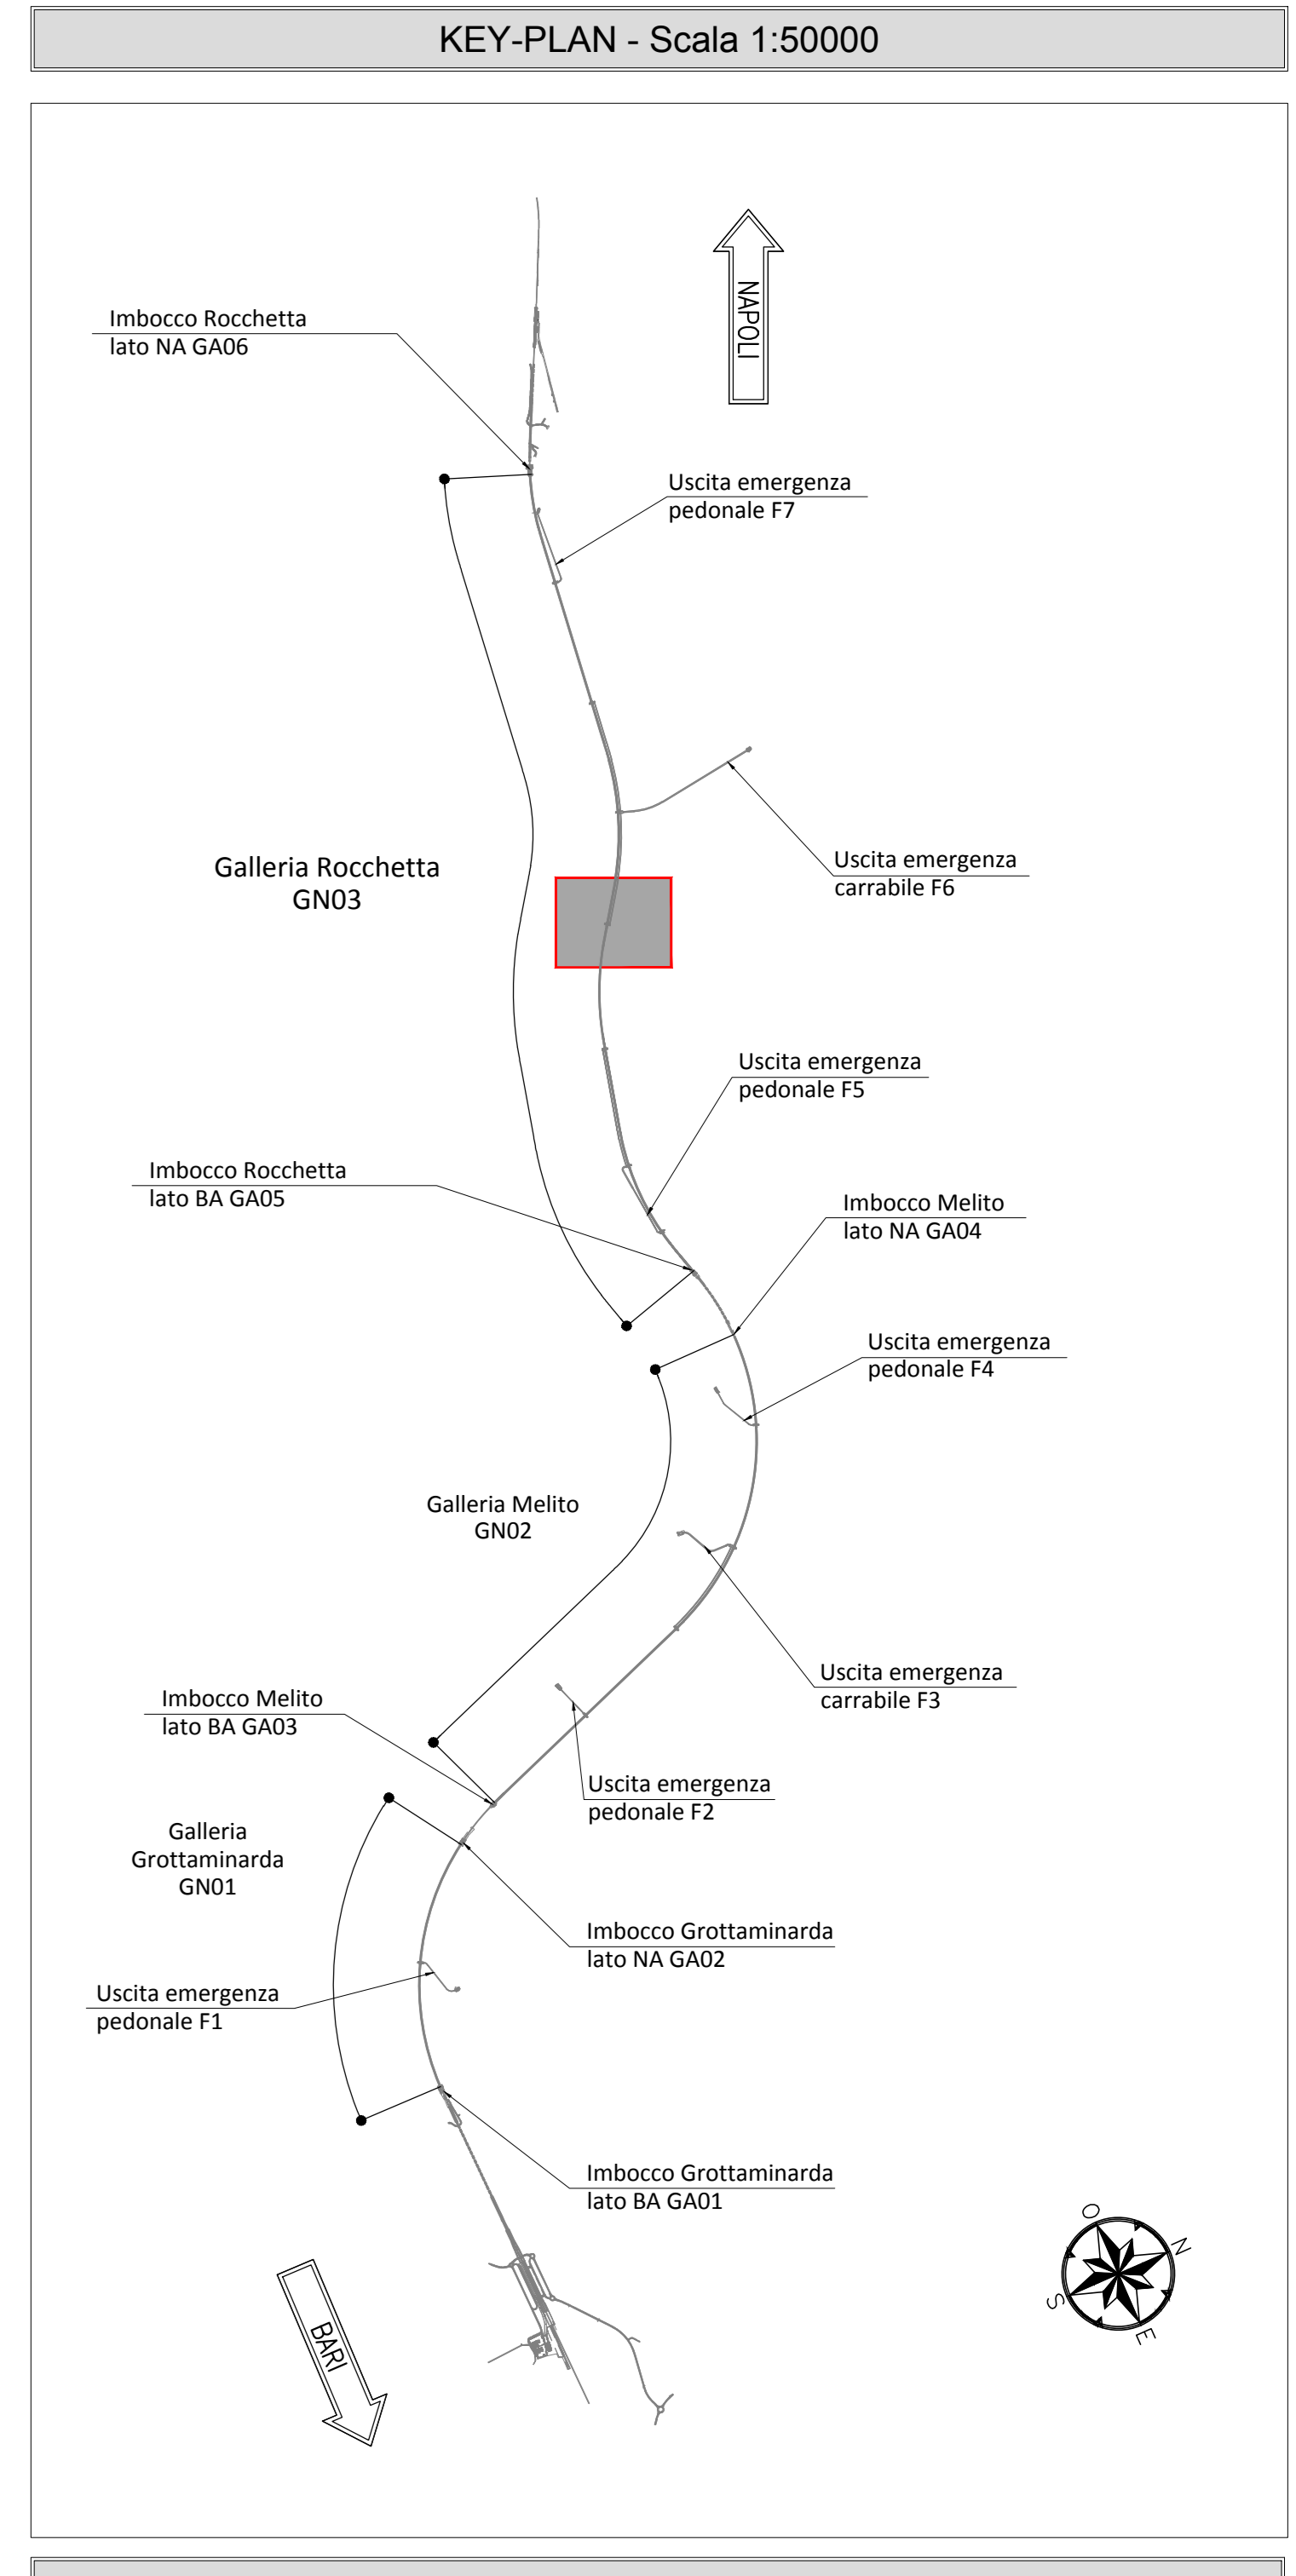 KEY-PLAN - Scala 1:50000
NAPOLI
Imbocco Rocchetta
lato NA GA06
Uscita emergenza
pedonale F7
Galleria Rocchetta
GN03
Uscita emergenza
carrabile F6
Uscita emergenza
pedonale F5
Imbocco Rocchetta
lato BA GA05
Imbocco Melito
lato NA GA04
Uscita emergenza
pedonale F4
Galleria Melito
GN02
Uscita emergenza
carrabile F3
Imbocco Melito
lato BA GA03
Uscita emergenza
pedonale F2
Galleria
Grottaminarda
GN01
Imbocco Grottaminarda
lato NA GA02
Uscita emergenza
pedonale F1
Imbocco Grottaminarda
lato BA GA01
BARI
O
N
S
E